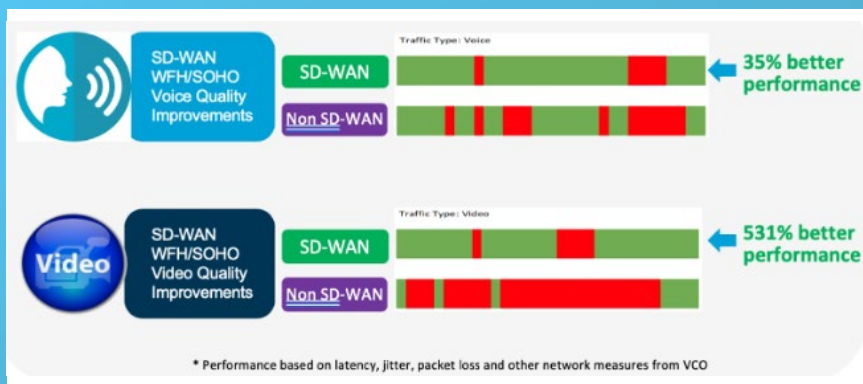 SD-WAN
WFH/SOHO
Voice Quality
Improvements
SD-WAN
Non SD-WAN
Traffic Type: Voice
35% better
performance
Video
SD-WAN
WFH/SOHO
Video Quality
Improvements
SD-WAN
Non SD-WAN
Traffic Type: Video
531% better
performance
* Performance based on latency, jitter, packet loss and other network measures from VCO